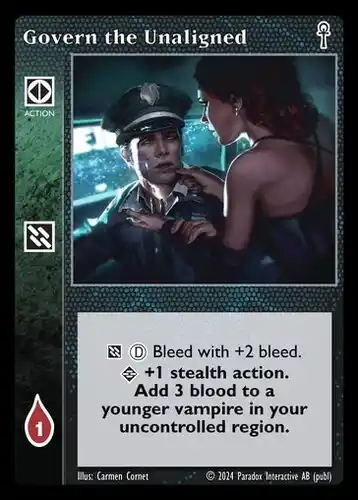 Govern the Unaligned
ACTION
D Bleed with +2 bleed.
+1 stealth action.
Add 3 blood to a
younger vampire in your
uncontrolled region.
1
Illus: Carmen Cornet © 2024 Paradox Interactive AB (publ)